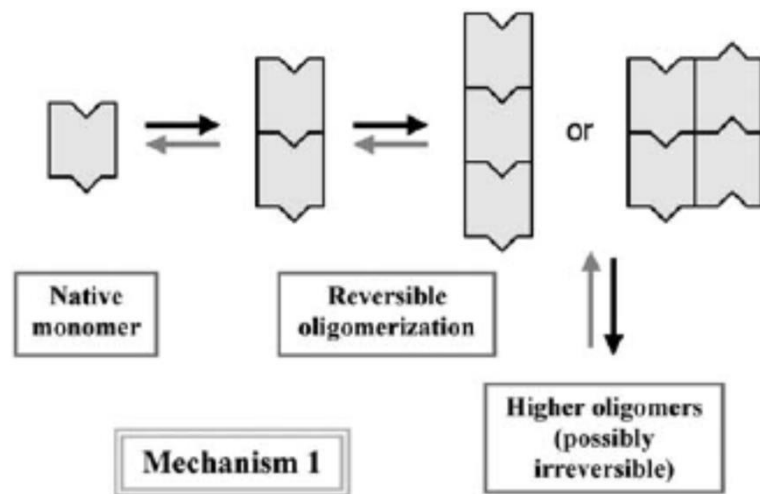 or
Native
monomer
Reversible
oligomerization
Higher oligomers
(possibly
irreversible)
Mechanism 1